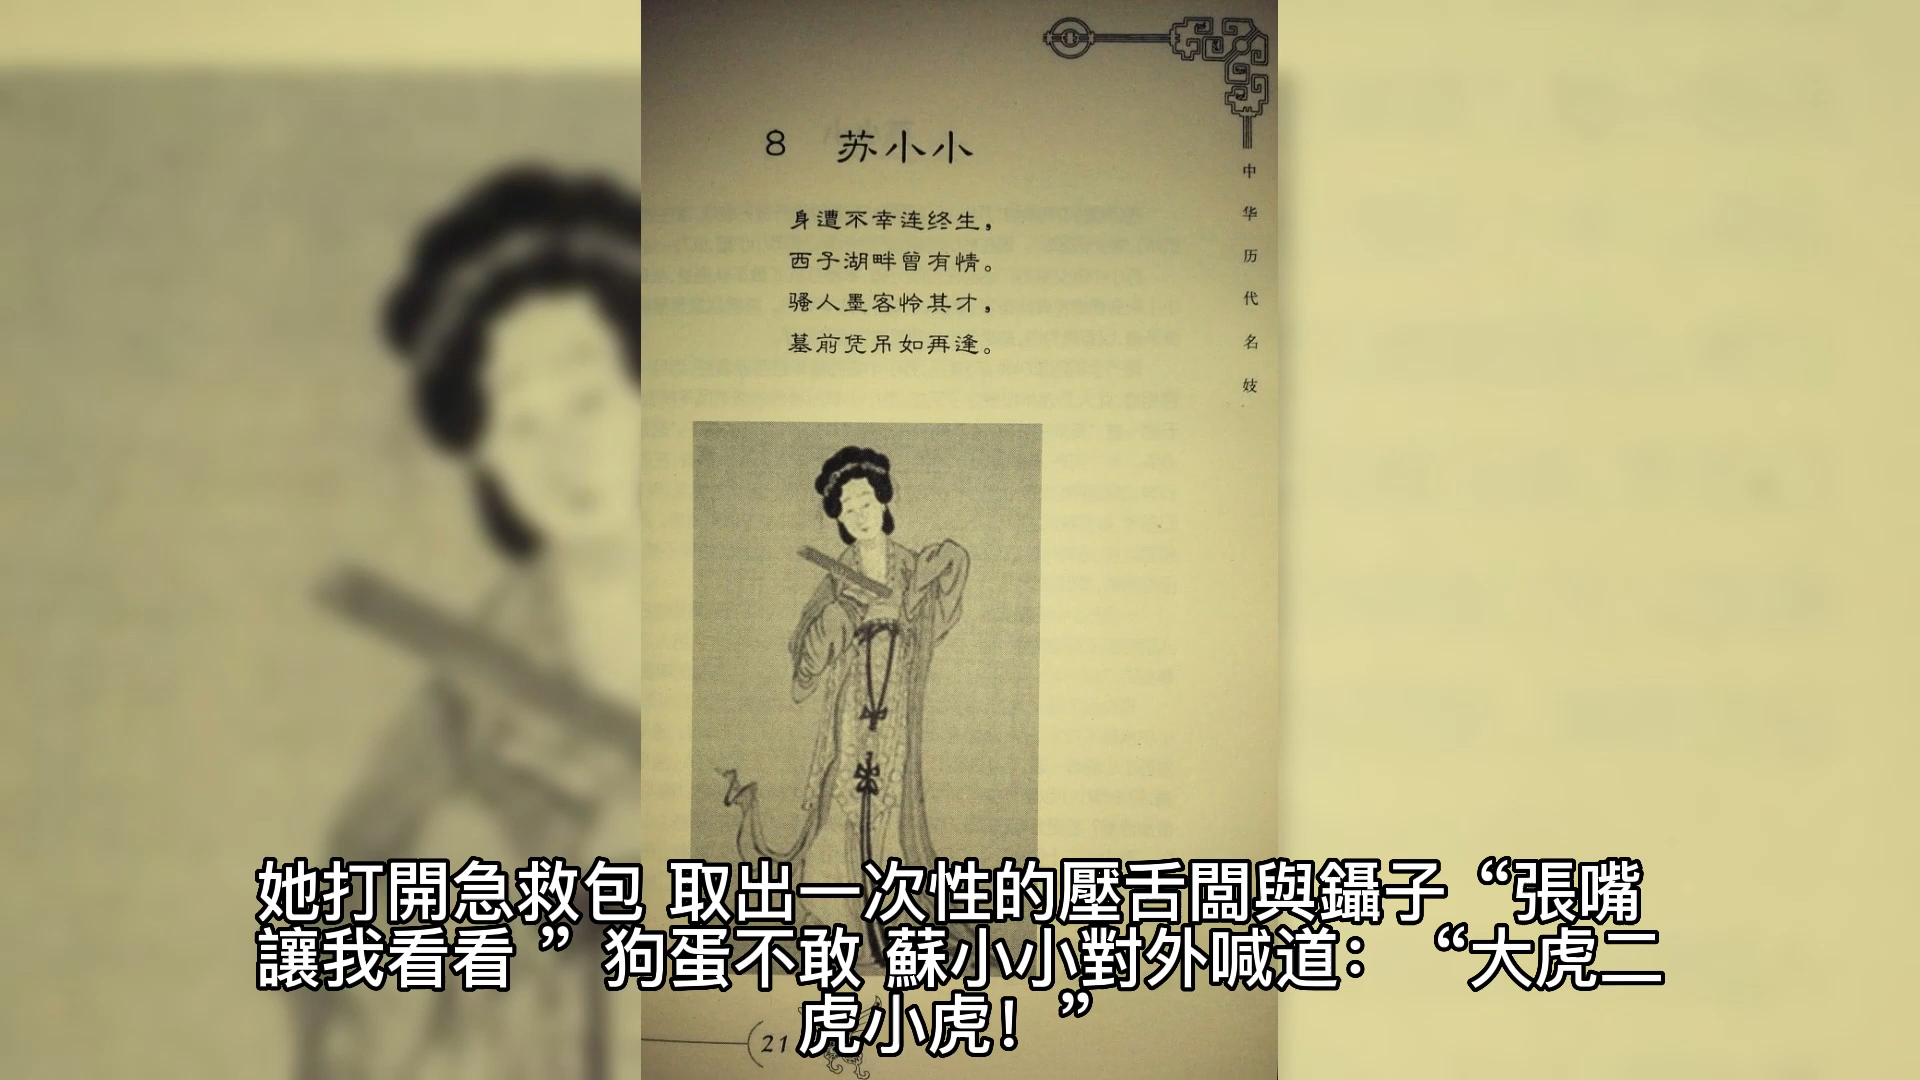 8 苏小小
身遭不幸连终生，
西子湖畔曾有情。
骚人墨客怜其才，
墓前凭吊如再逢。
中华历代名妓
她打開急救包 取出一次性的壓舌闆與鑷子“張嘴
讓我看看 ”狗蛋不敢 蘇小小對外喊道：“大虎二
虎小虎！”
21